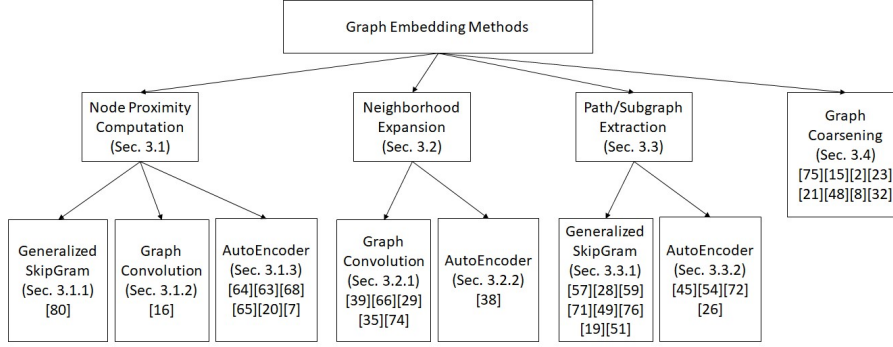 Graph Embedding Methods
Node Proximity
Computation
(Sec. 3.1)
Neighborhood
Expansion
(Sec. 3.2)
Path/Subgraph
Extraction
(Sec. 3.3)
Graph
Coarsening
(Sec. 3.4)
[75][15][2][23]
[21][48][8][32]
Generalized
SkipGram
(Sec. 3.1.1)
[80]
Graph
Convolution
(Sec. 3.1.2)
[16]
AutoEncoder
(Sec. 3.1.3)
[64][63][68]
[65][20][7]
Graph
Convolution
(Sec. 3.2.1)
[39][66][29]
[35][74]
AutoEncoder
(Sec. 3.2.2)
[38]
Generalized
SkipGram
(Sec. 3.3.1)
[57][28][59]
[71][49][76]
[19][51]
AutoEncoder
(Sec. 3.3.2)
[45][54][72]
[26]